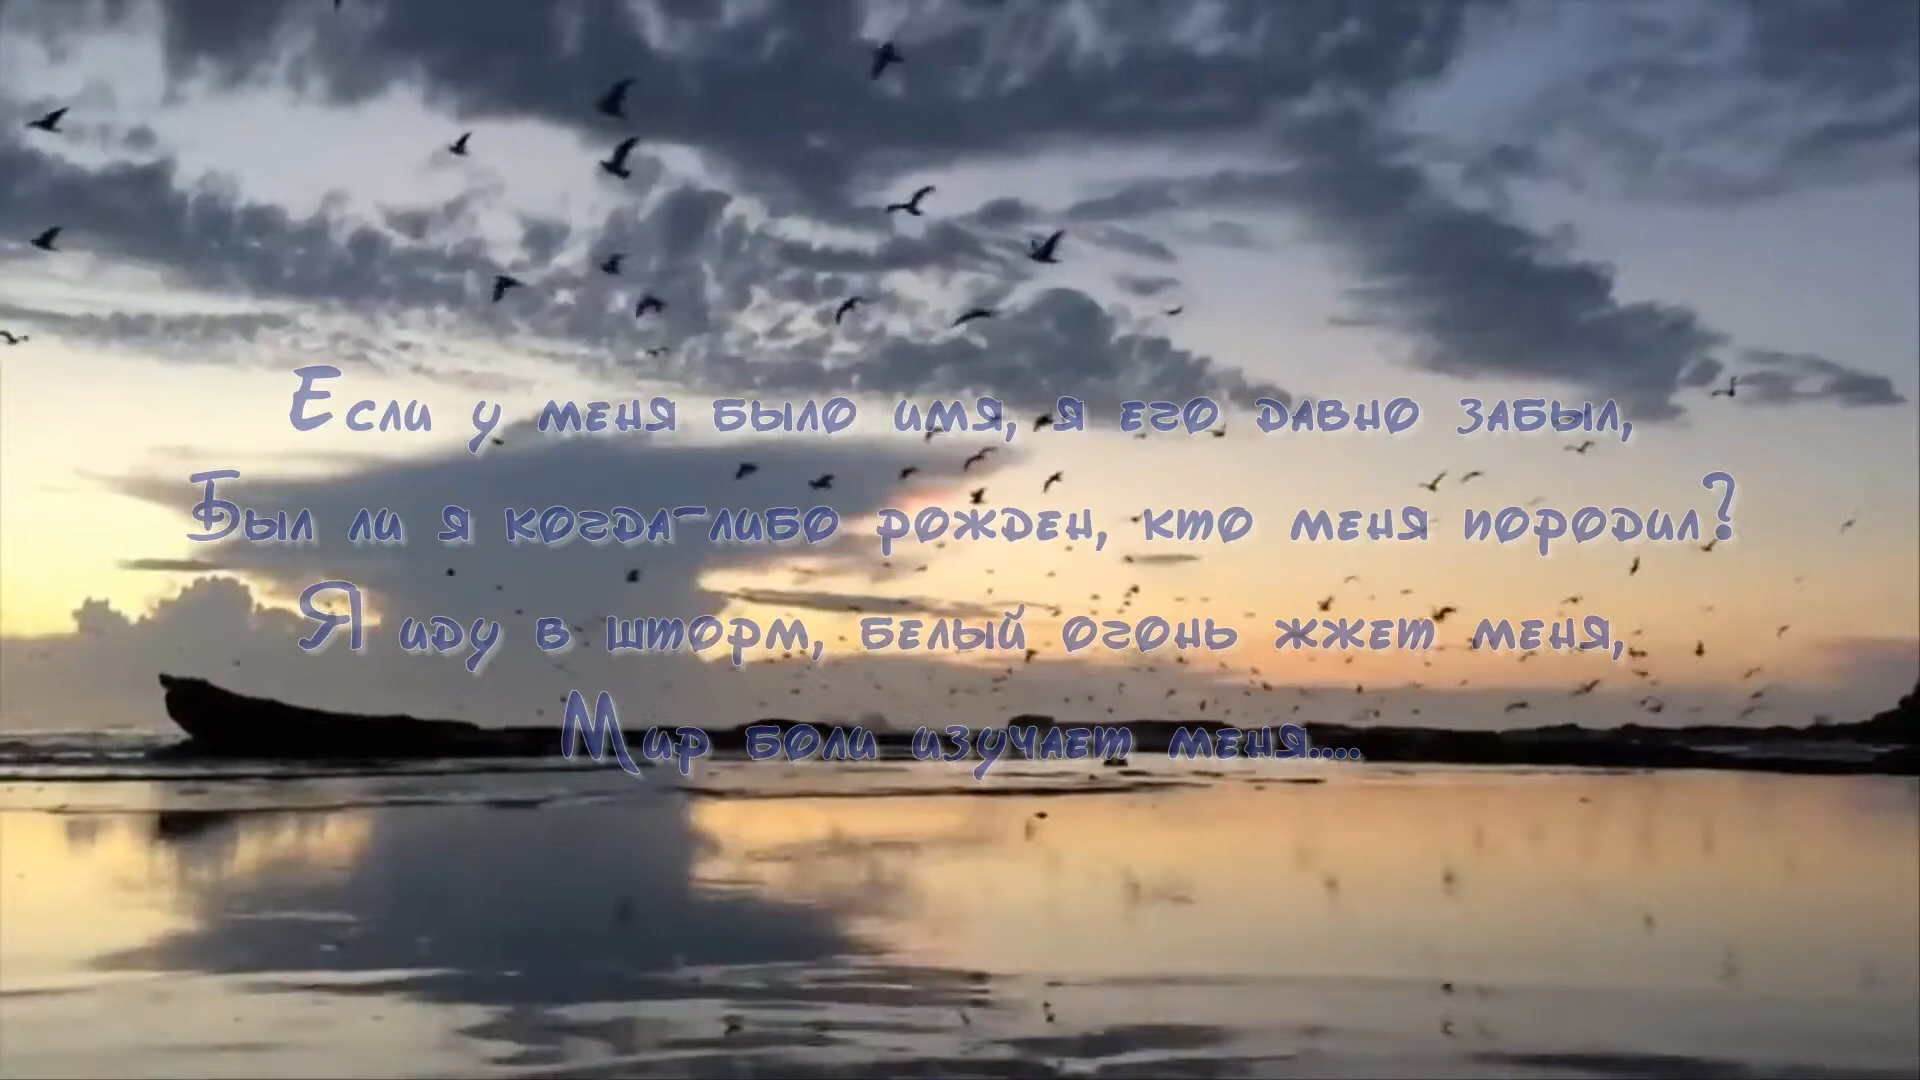 Если у меня было имя, я его давно забыл,
Был ли я когда-либо рожден, кто меня породил?
Я иду в шторм, белый огонь жжет меня,
Мир боли изучает меня....